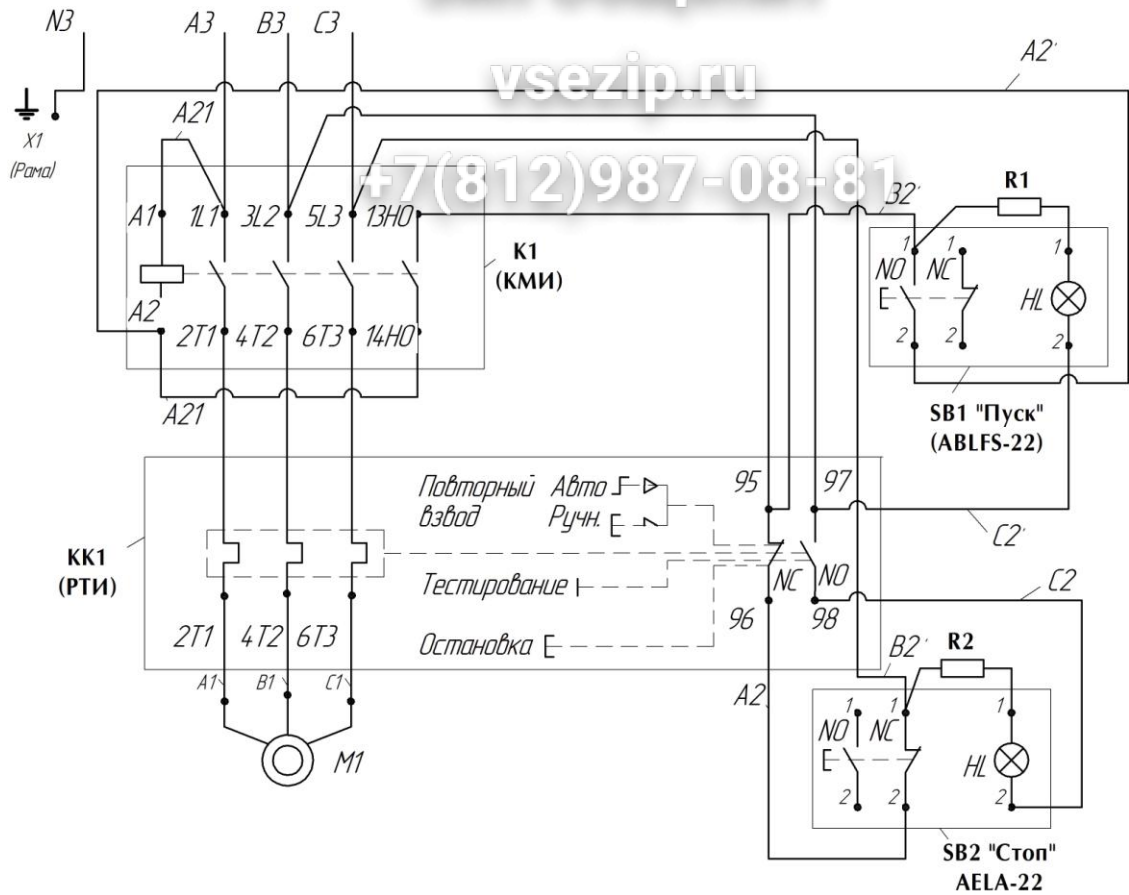 N3
A3
B3
C3
A2'
vsezip.ru
X1
(Рама)
A21
+7(812)987-08-81
R1
B2'
A1
1L1
3L2
5L3
13НО
K1
(КМИ)
1
1
1
NO
NC
HL
A2
2T1
4T2
6T3
14НО
2
2
2
A21
SB1 "Пуск"
(ABLFS-22)
Повторный
взвод
Авто
Ручн.
95
97
C2'
KK1
(РТИ)
Тестирование
NC
NO
C2
96
98
2T1
4T2
6T3
Остановка
B2'
R2
A1
B1
C1
A2
1
1
1
NO
NC
HL
M1
2
2
2
SB2 "Стоп"
AELA-22